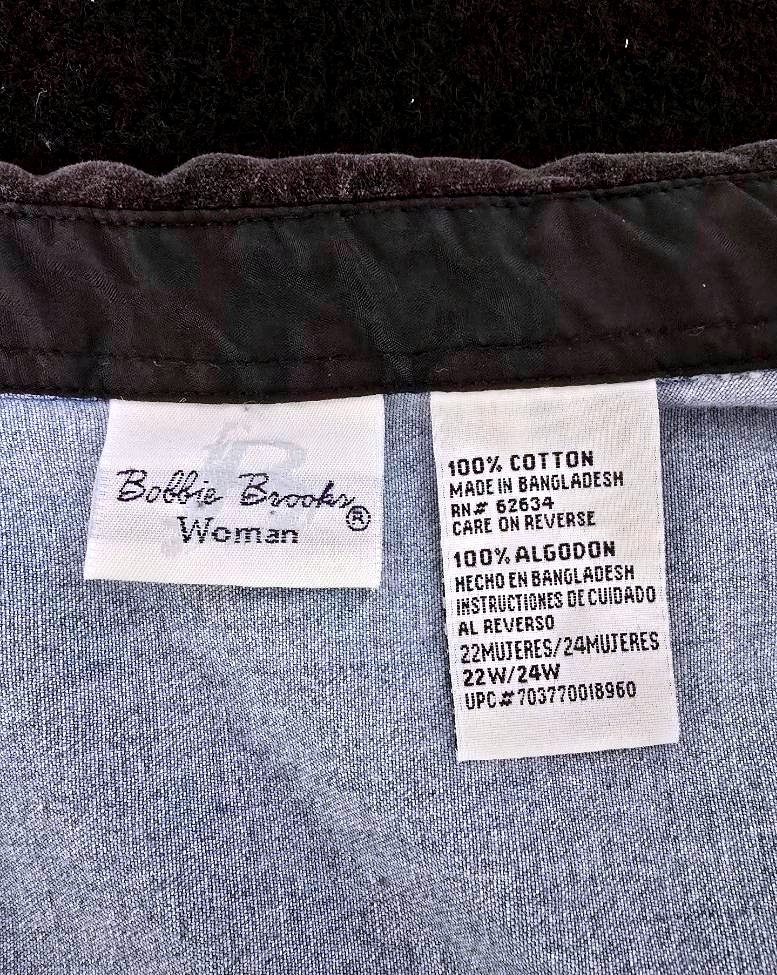 Bobbie Brooks®
Woman
100% COTTON
MADE IN BANGLADESH
RN# 62634
CARE ON REVERSE
100% ALGODON
HECHO EN BANGLADESH
INSTRUCTIONES DE CUIDADO
AL REVERSO
22MUJERES/24MUJERES
22W/24W
UPC#703770018960